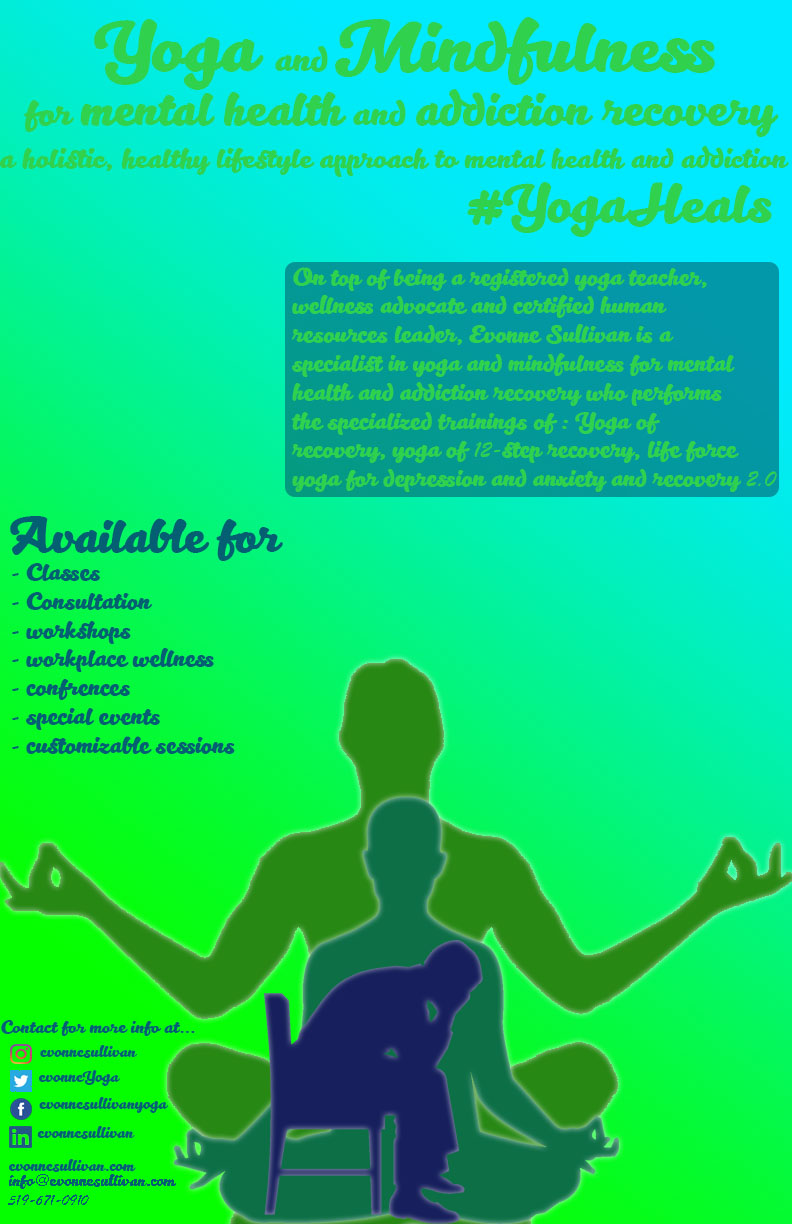 Yoga and Mindfulness
for mental health and addiction recovery
a holistic, healthy lifestyle approach to mental health and addiction
#YogaHeals
On top of being a registered yoga teacher,
wellness advocate and certified human
resources leader, Evonne Sullivan is a
specialist in yoga and mindfulness for mental
health and addiction recovery who performs
the specialized trainings of : Yoga of
recovery, yoga of 12-step recovery, life force
yoga for depression and anxiety and recovery 2.0
Available for
- Classes
- Consultation
- workshops
- workplace wellness
- confrences
- special events
- customizable sessions
Contact for more info at...
evonnesullivan
evonneYoga
evonnesullivanyoga
evonnesullivan
evonnesullivan.com
info@evonnesullivan.com
519-671-0910